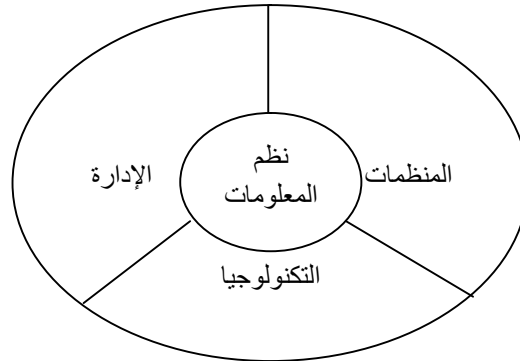 نظم
المعلومات
المنظمات
الإدارة
التكنولوجيا